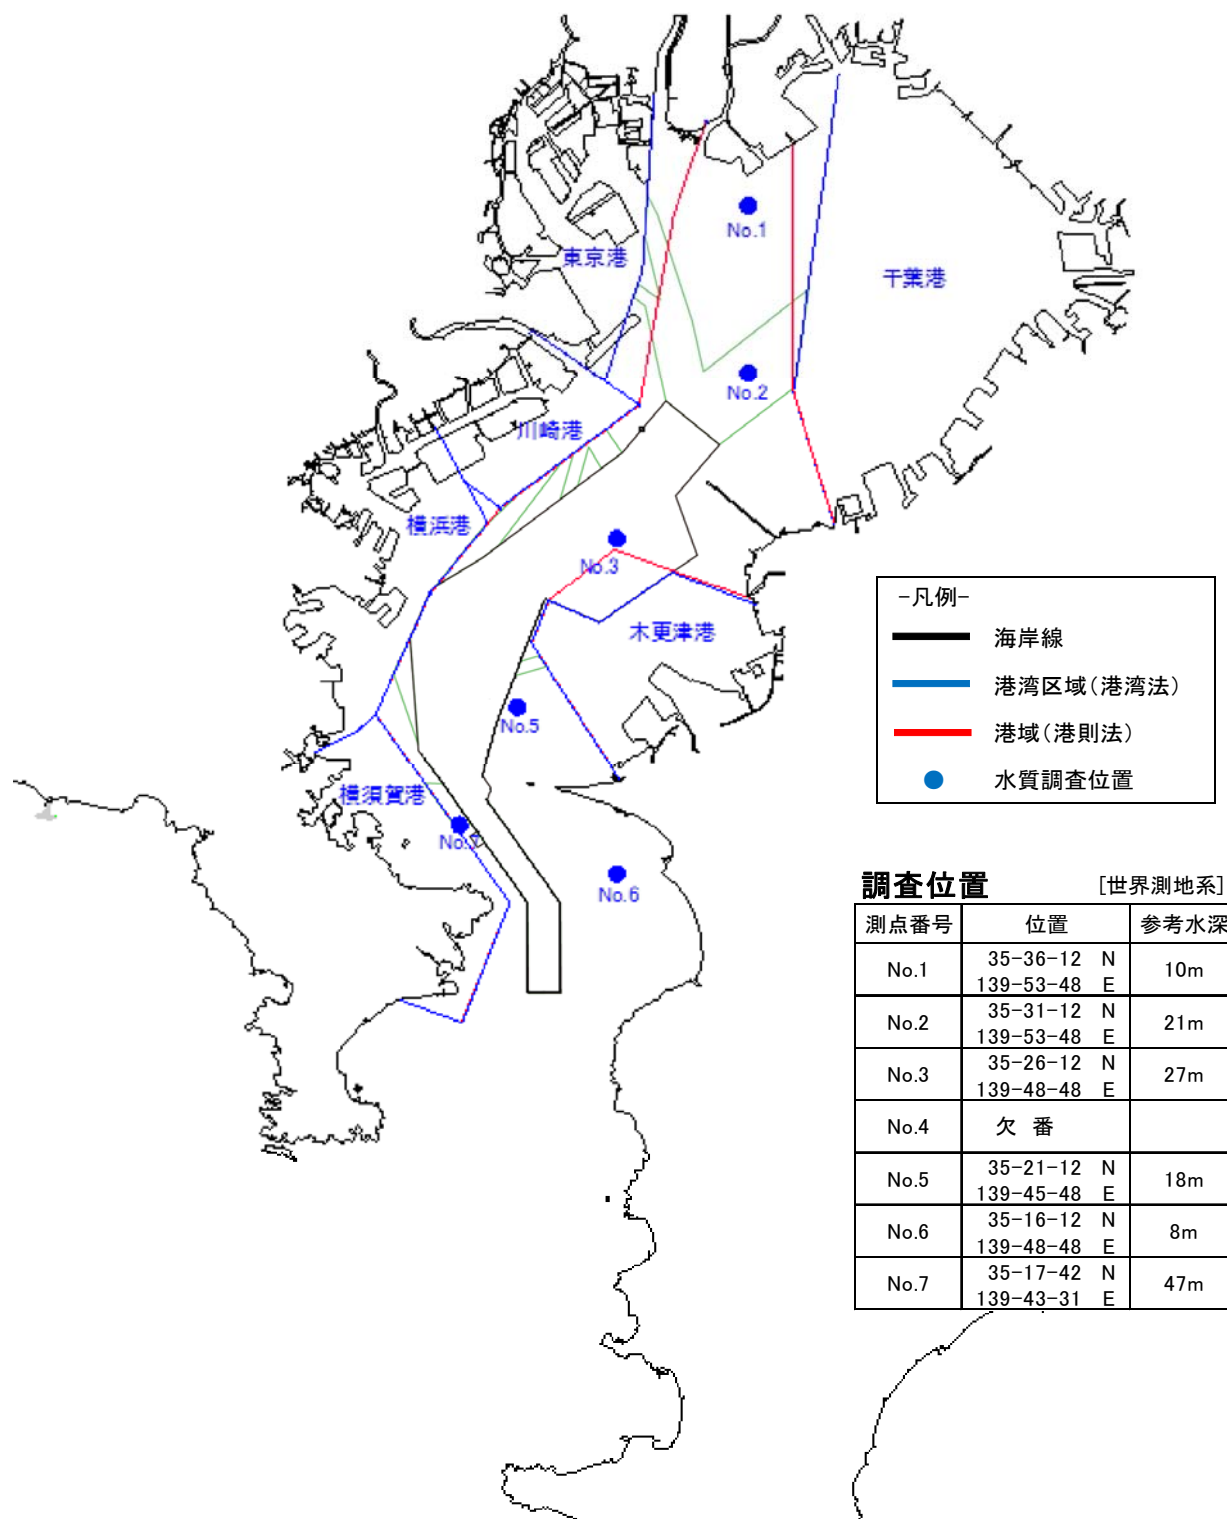 No.1
東京港
千葉港
No.2
川崎港
横浜港
No.3
木更津港
No.5
横須賀港
No.7
No.6
-凡例-
海岸線
港湾区域(港湾法)
港域(港則法)
水質調査位置
調査位置 [世界測地系]
測点番号 位置 参考水深
No.1 35-36-12 N 139-53-48 E 10m
No.2 35-31-12 N 139-53-48 E 21m
No.3 35-26-12 N 139-48-48 E 27m
No.4 欠 番
No.5 35-21-12 N 139-45-48 E 18m
No.6 35-16-12 N 139-48-48 E 8m
No.7 35-17-42 N 139-43-31 E 47m